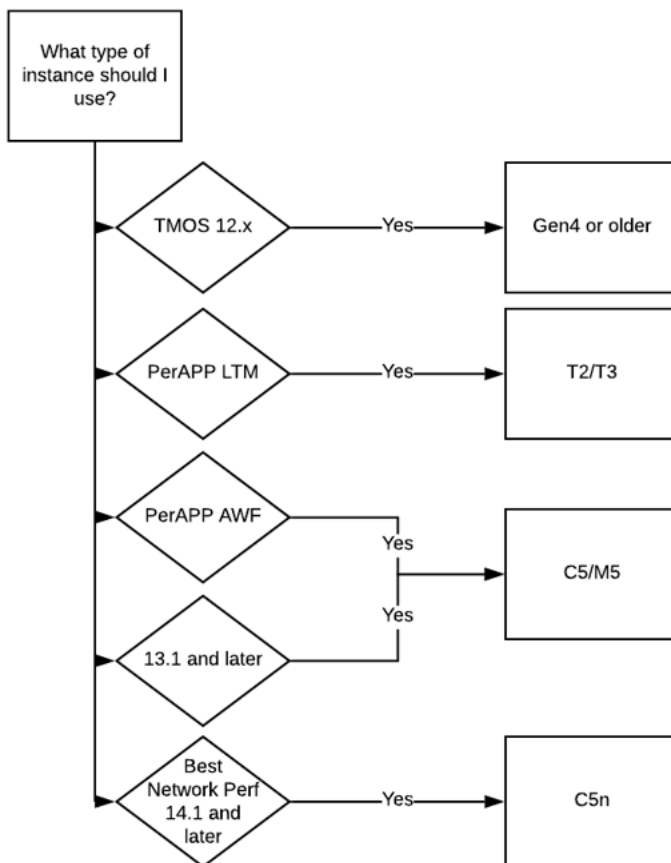 What type of
instance should I
use?
TMOS 12.x
Yes
Gen4 or older
PerAPP LTM
Yes
T2/T3
PerAPP AWF
Yes
C5/M5
Yes
13.1 and later
Best
Network Perf
14.1 and
later
Yes
C5n